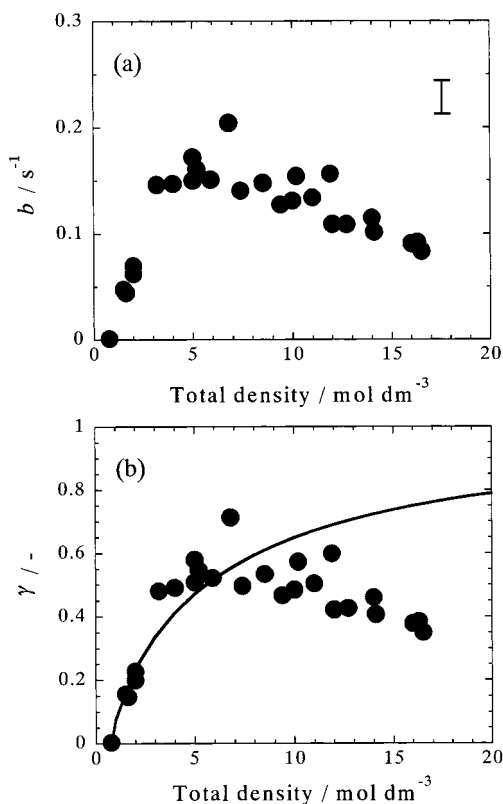 0.3
(a)
0.2
b / s⁻¹
0.1
0
0 5 10 15 20
Total density / mol dm⁻³
1
(b)
0.8
0.6
γ / -
0.4
0.2
0
0 5 10 15 20
Total density / mol dm⁻³